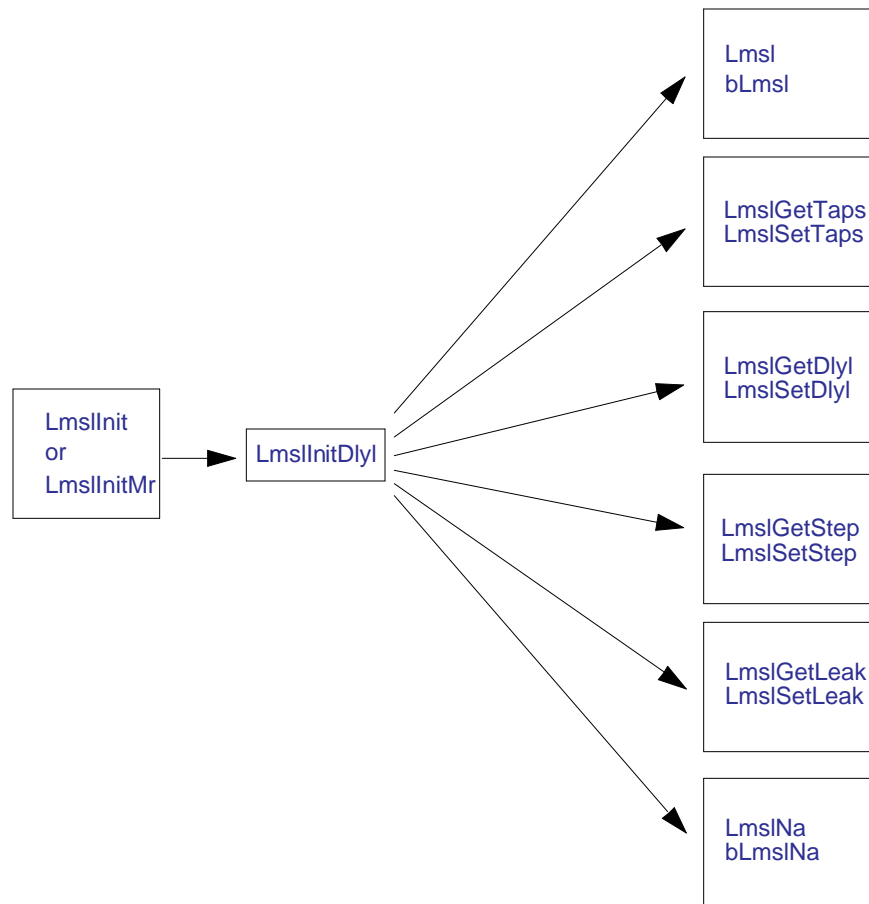 Lmsl
bLmsl
LmslGetTaps
LmslSetTaps
LmslGetDlyl
LmslSetDlyl
LmslInit
or
LmslInitMr
LmslInitDlyl
LmslGetStep
LmslSetStep
LmslGetLeak
LmslSetLeak
LmslNa
bLmslNa